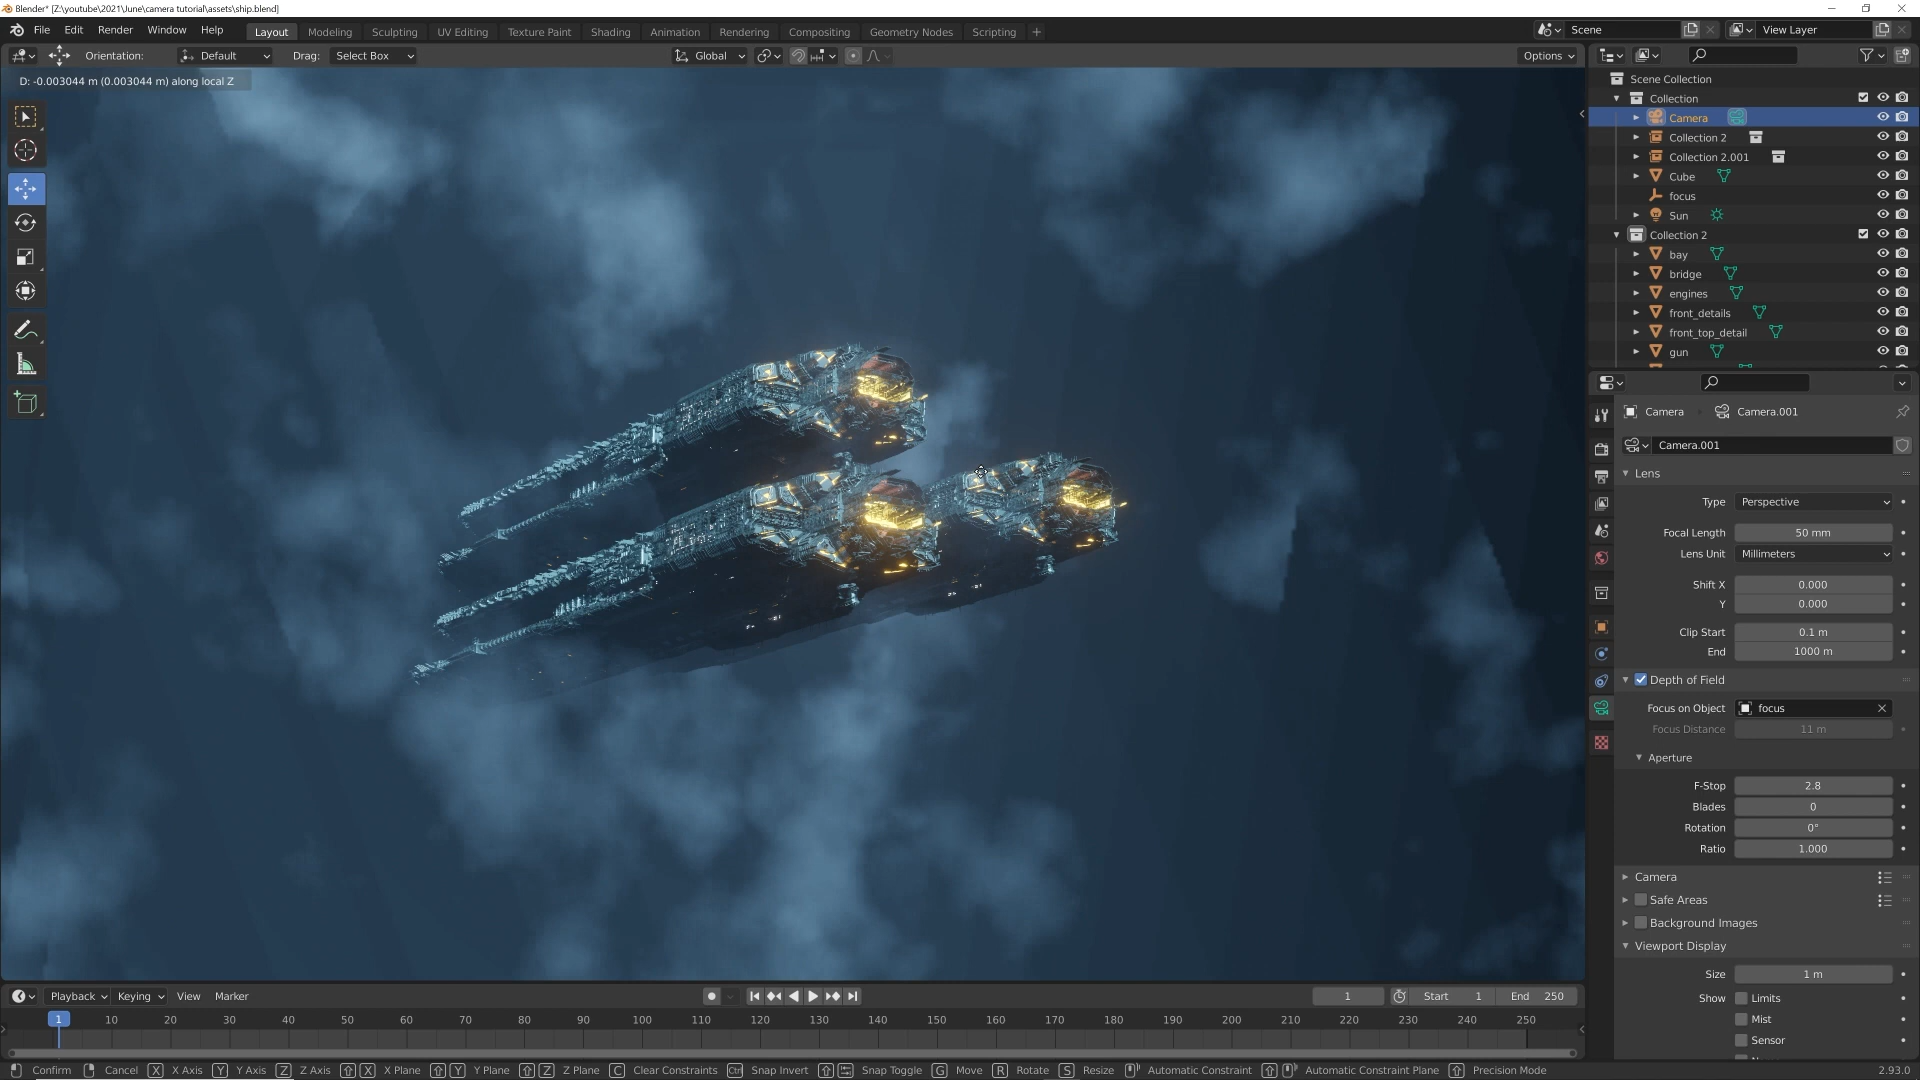 Blender* [Z:\youtube\2021\June\camera tutorial\assets\ship.blend]
File Edit Render Window Help Layout Modeling Sculpting UV Editing Texture Paint Shading Animation Rendering Compositing Geometry Nodes Scripting + Scene View Layer
Orientation: Default Drag: Select Box Global Options
D: -0.003044 m (0.003044 m) along local Z
Scene Collection
Collection
Camera
Collection 2
Collection 2.001
Cube
focus
Sun
Collection 2
bay
bridge
engines
front_details
front_top_detail
gun
Camera Camera.001
Camera.001
Lens
Type Perspective
Focal Length 50 mm
Lens Unit Millimeters
Shift X 0.000
Y 0.000
Clip Start 0.1 m
End 1000 m
Depth of Field
Focus on Object focus
Focus Distance 11 m
Aperture
F-Stop 2.8
Blades 0
Rotation 0°
Ratio 1.000
Camera
Safe Areas
Background Images
Viewport Display
Size 1 m
Show Limits
Mist
Sensor
Playback Keying View Marker 1 Start 1 End 250
1 10 20 30 40 50 60 70 80 90 100 110 120 130 140 150 160 170 180 190 200 210 220 230 240 250
Confirm Cancel X X Axis Y Y Axis Z Z Axis X X Plane Y Y Plane Z Z Plane C Clear Constraints Ctrl Snap Invert Snap Toggle G Move R Rotate S Resize Automatic Constraint Automatic Constraint Plane Precision Mode 2.93.0